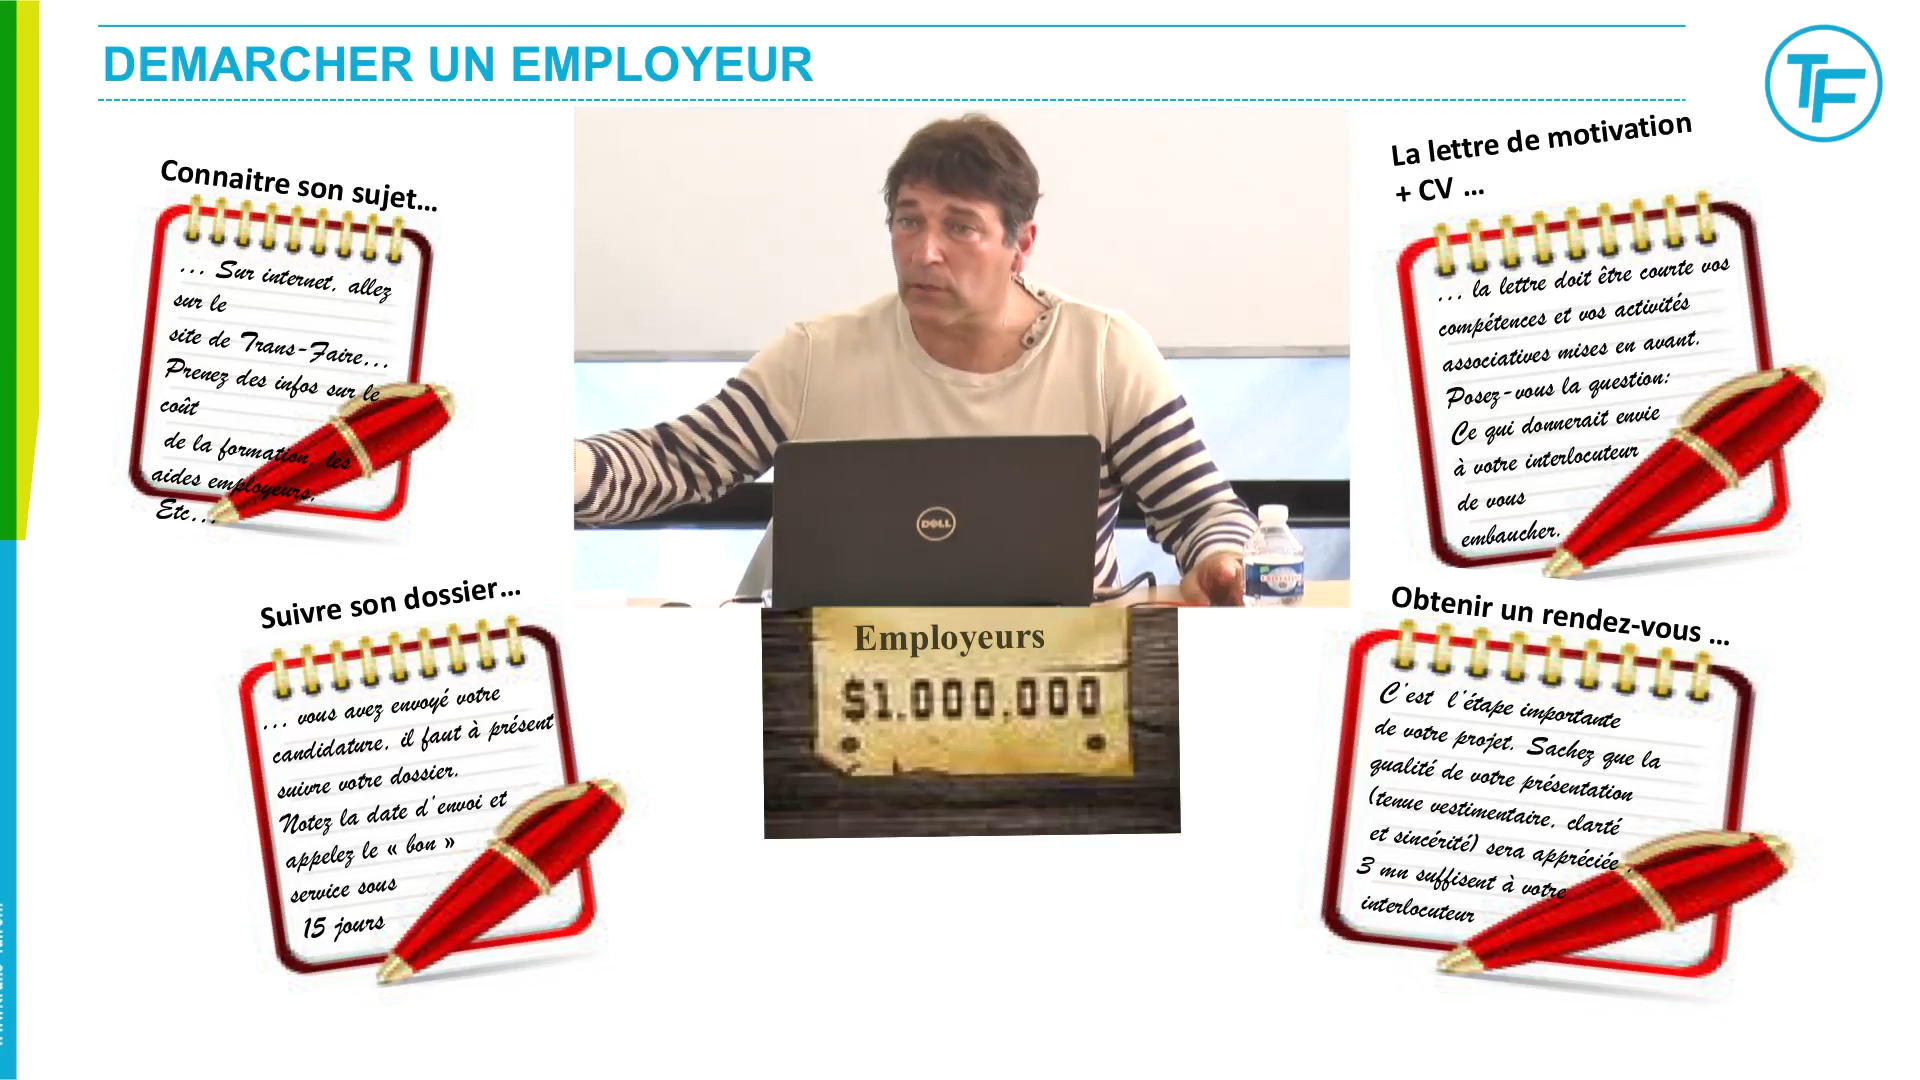 DEMARCHER UN EMPLOYEUR
TF
Connaitre son sujet...
... Sur internet, allez
sur le
site de Trans-Faire...
Prenez des infos sur le
coût
de la formation, les
aides employeurs,
Etc...
La lettre de motivation
+ CV ...
... la lettre doit être courte vos
compétences et vos activités
associatives mises en avant.
Posez-vous la question:
Ce qui donnerait envie
à votre interlocuteur
de vous
embaucher.
DELL
Employeurs
$1.000.000
Suivre son dossier...
... vous avez envoyé votre
candidature, il faut à présent
suivre votre dossier.
Notez la date d'envoi et
appelez le « bon »
service sous
15 jours
Obtenir un rendez-vous ...
C'est l'étape importante
de votre projet. Sachez que la
qualité de votre présentation
(tenue vestimentaire, clarté
et sincérité) sera appréciée .
3 mn suffisent à votre
interlocuteur